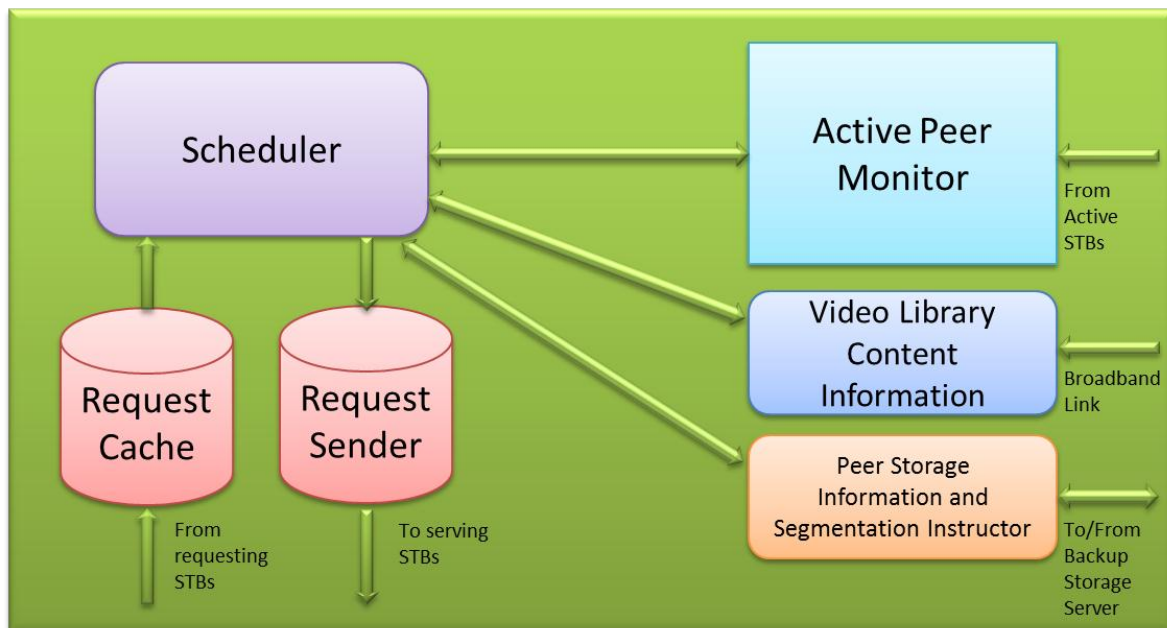 Scheduler
Active Peer
Monitor
From
Active
STBs
Video Library
Content
Information
Broadband
Link
Request
Cache
Request
Sender
Peer Storage
Information and
Segmentation Instructor
From
requesting
STBs
To serving
STBs
To/From
Backup
Storage
Server